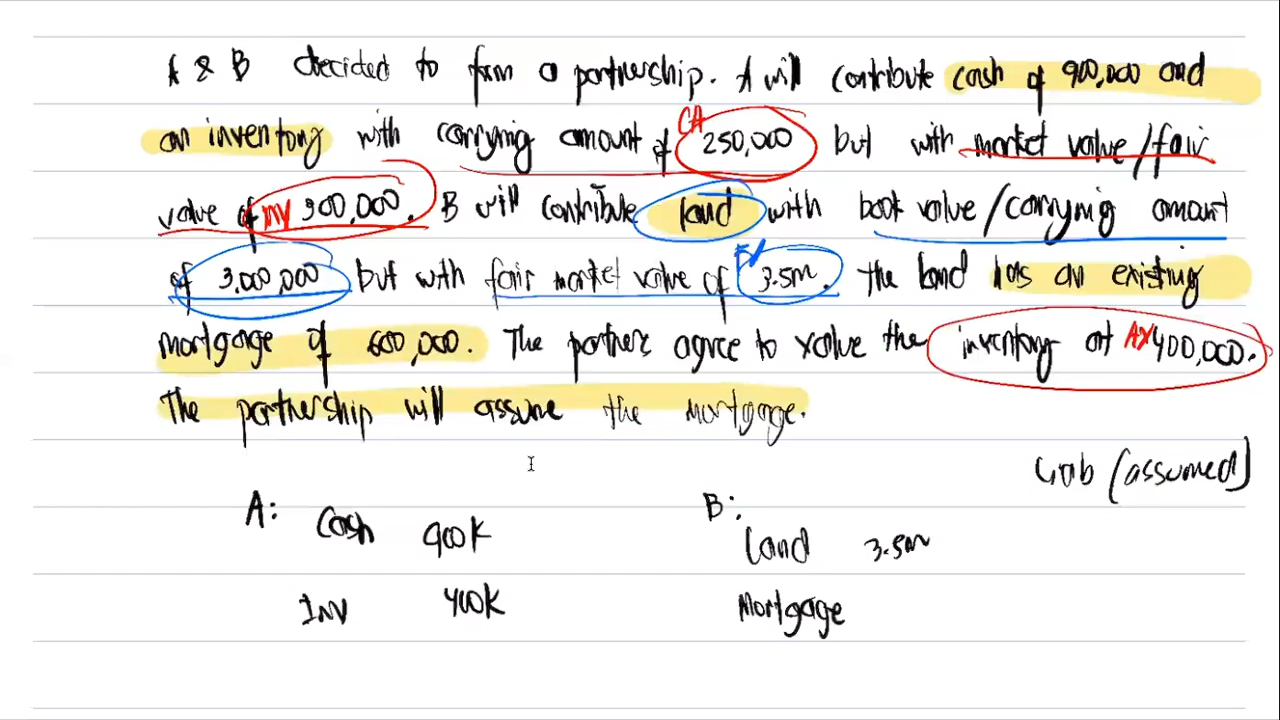 A & B decided to form a partnership. A will contribute cash of 900,000 and
an inventory with carrying amount of CA 250,000 but with market value/fair
value of MV 300,000. B will contribute land with book value/carrying amount
of 3,000,000 but with fair market value of FV 3.5m. The land has an existing
mortgage of 600,000. The partners agree to value the inventory at AV 400,000.
The partnership will assume the mortgage.
Liab (assumed)
A: B:
Cash 900K Land 3.5m
Inv 400K Mortgage